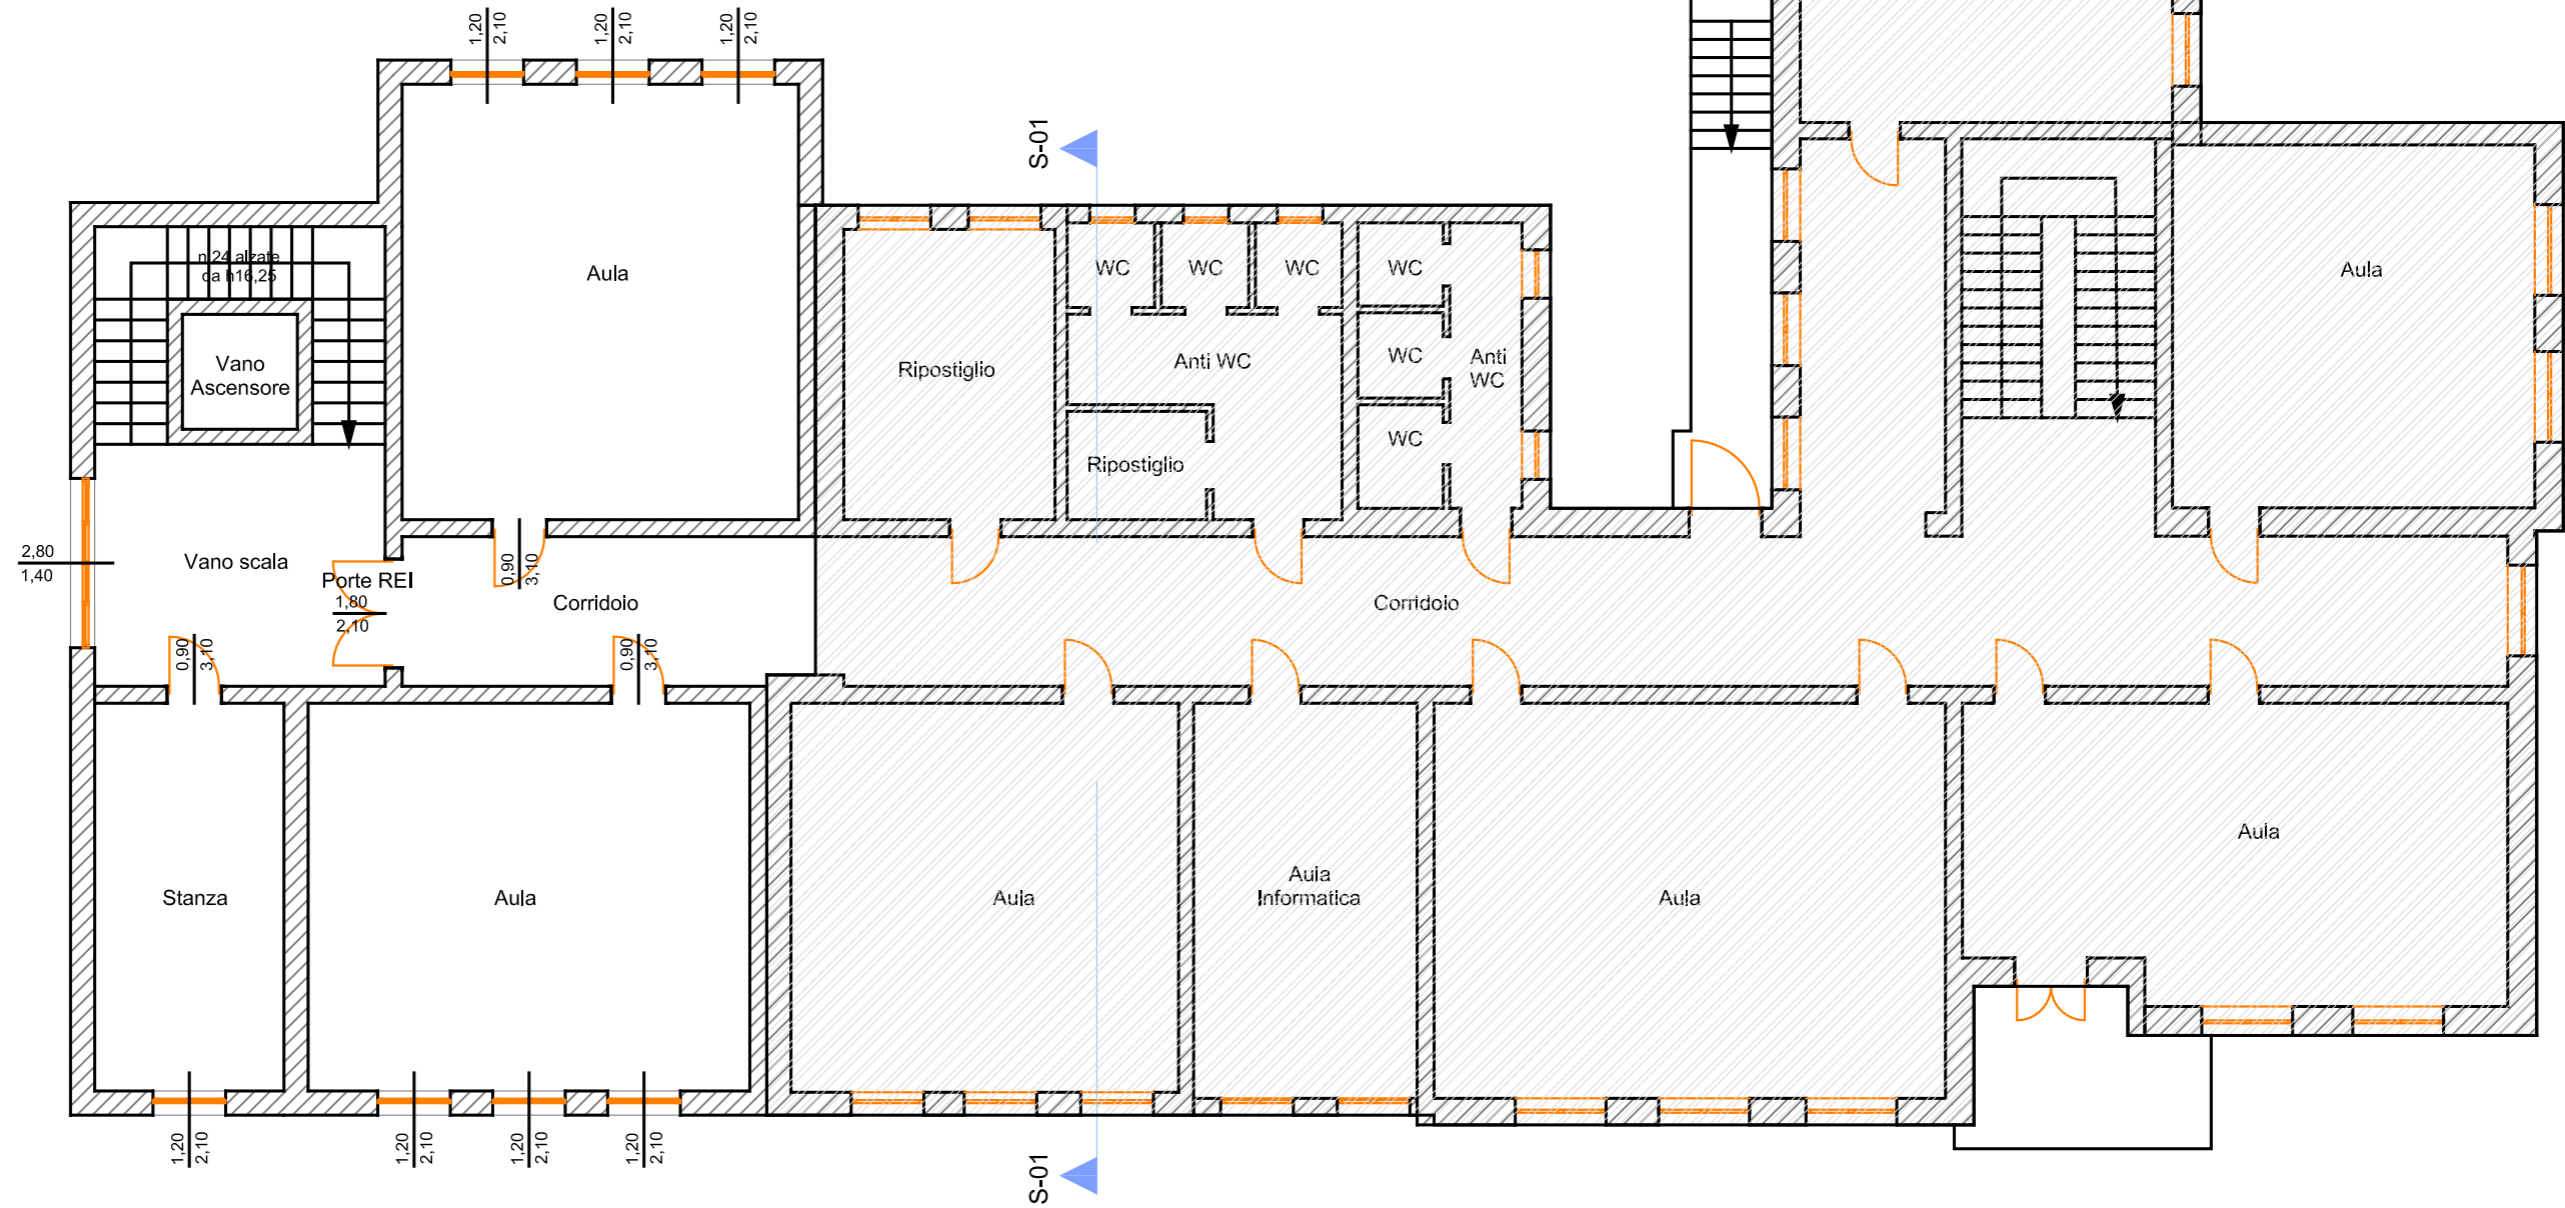 1,20
2,10
1,20
2,10
1,20
2,10
S-01
n.24 alzate
da h16,25
Aula
WC
WC
WC
WC
Aula
Vano
Ascensore
Ripostiglio
Anti WC
WC
Anti
WC
WC
Ripostiglio
2,80
1,40
Vano scala
Porte REI
1,80
2,10
0,90
3,10
Corridoio
Corridoio
0,90
3,10
0,90
3,10
Aula
Stanza
Aula
Aula
Aula
Informatica
Aula
1,20
2,10
1,20
2,10
1,20
2,10
1,20
2,10
S-01